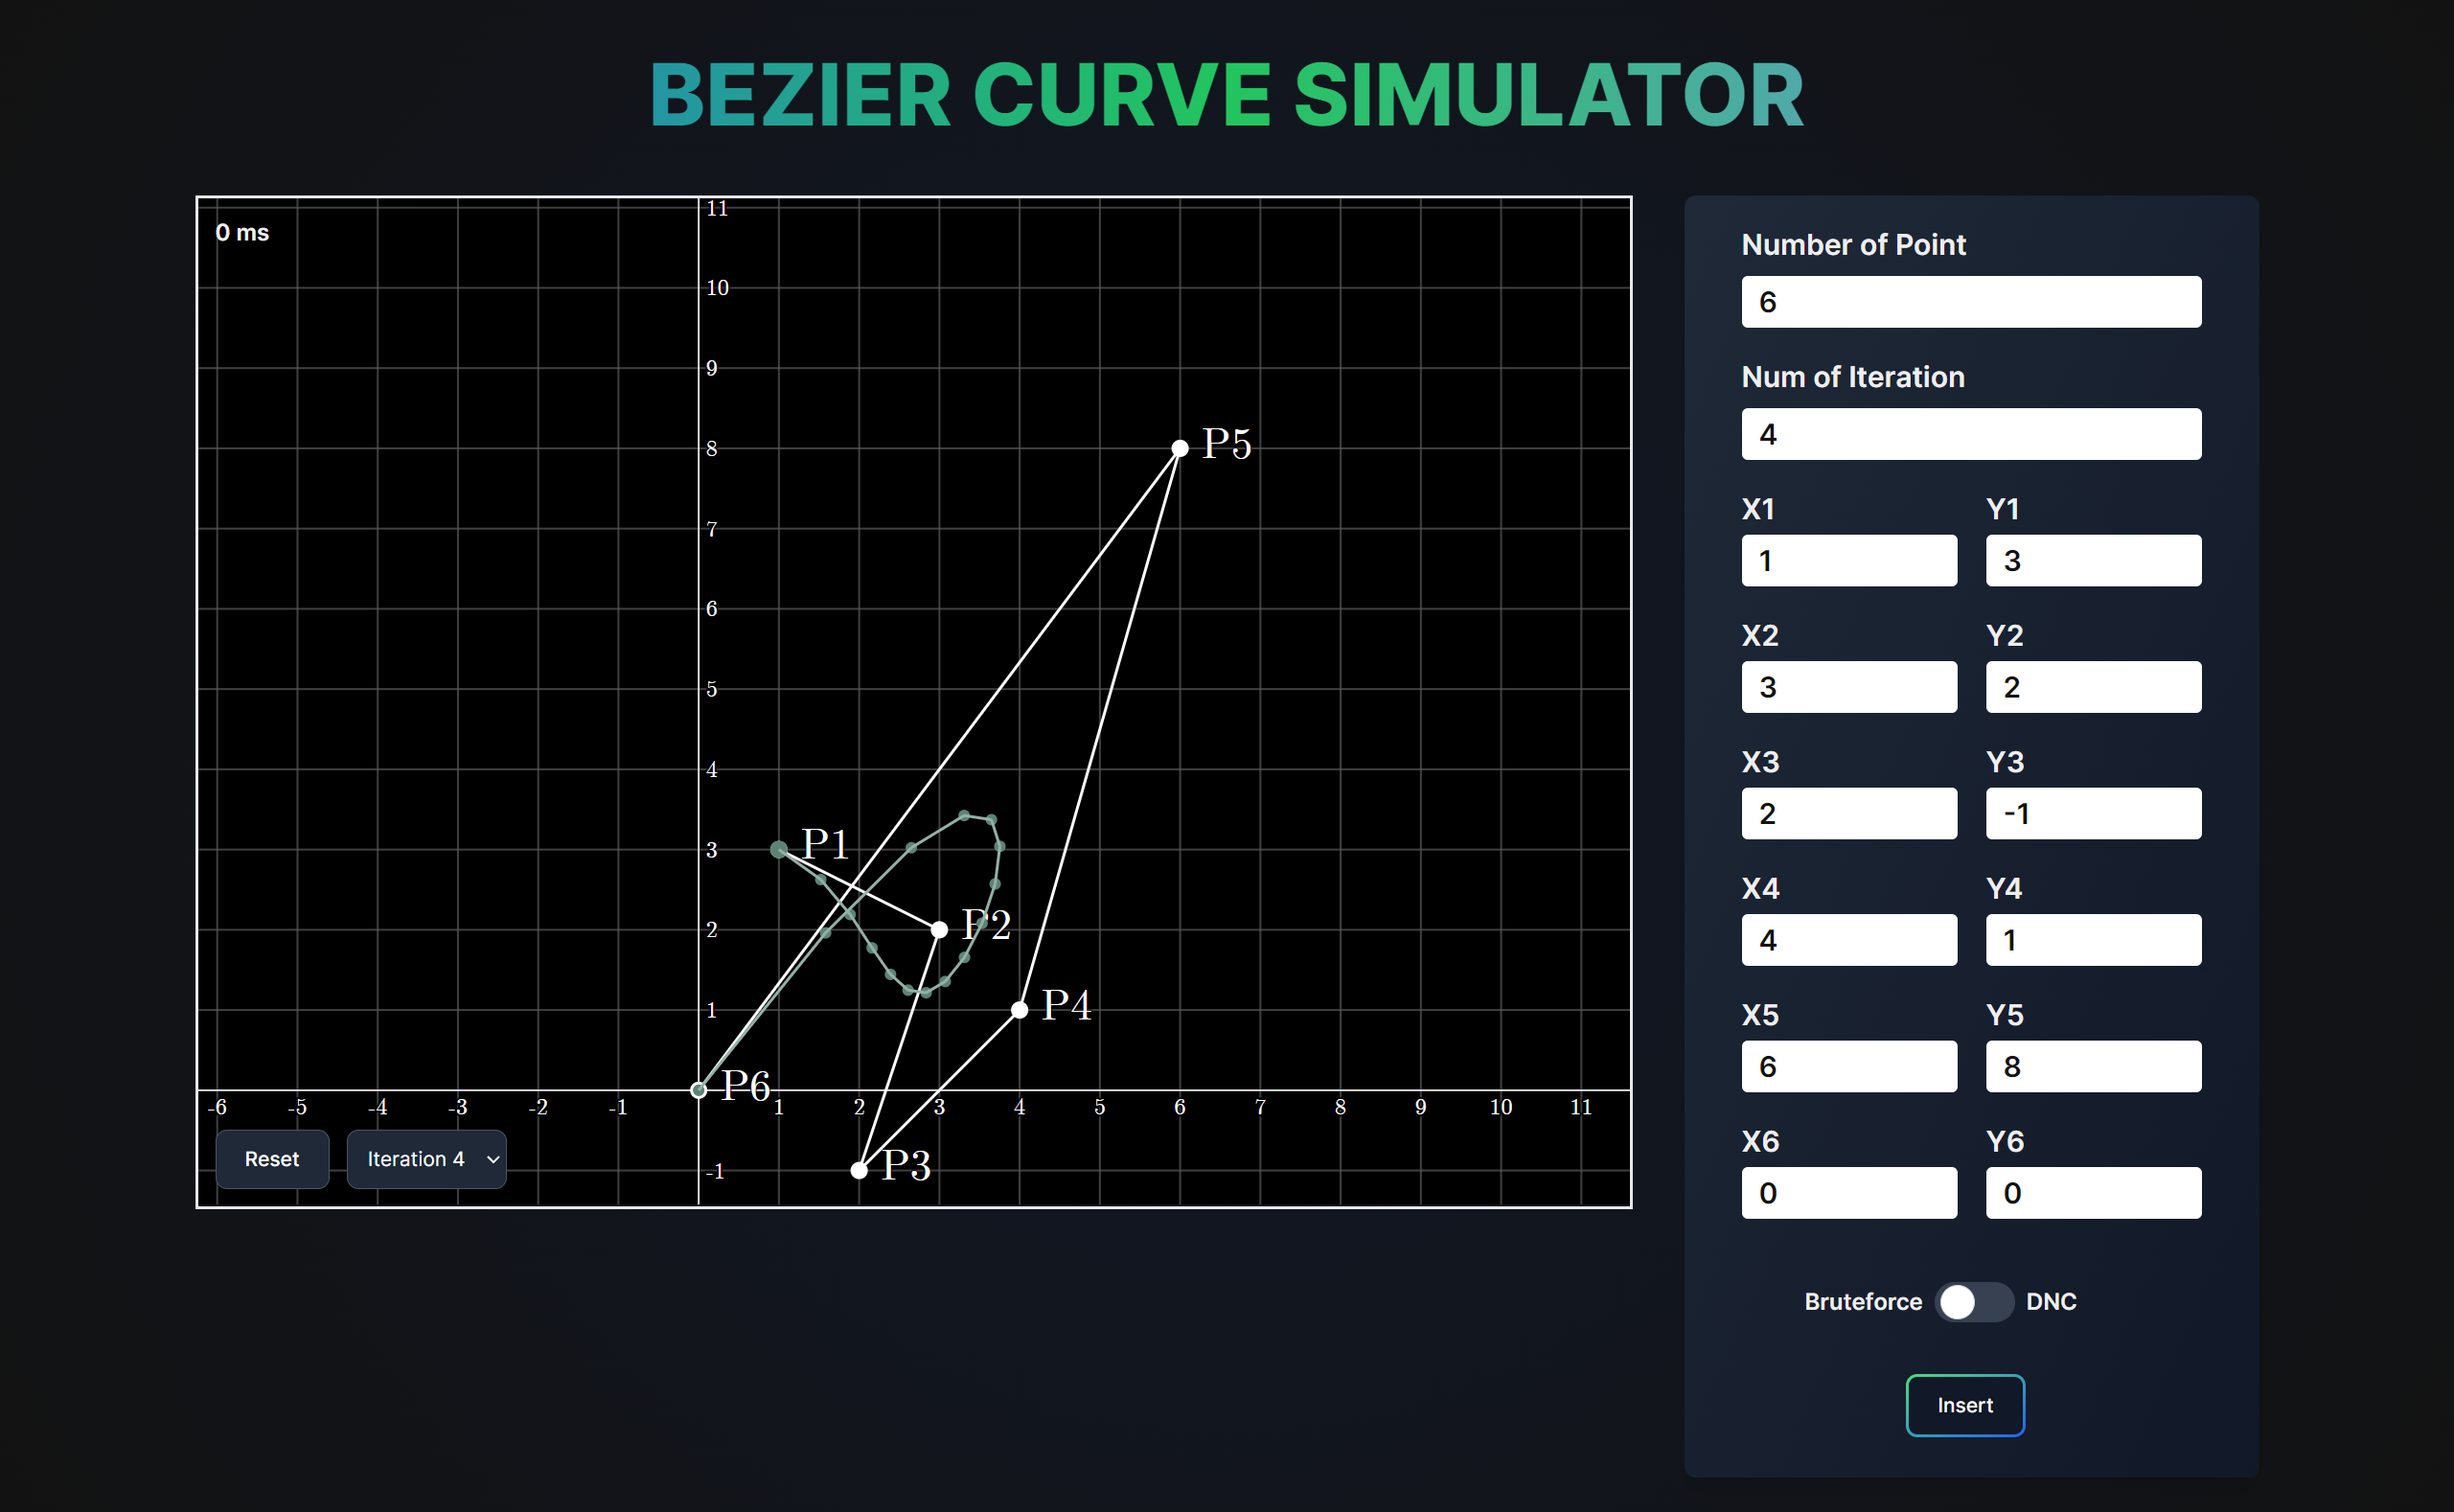 BEZIER CURVE SIMULATOR
0 ms
11
10
9
8
7
6
5
4
3
2
1
-1
P5
P1
P2
P4
P6
P3
-6 -5 -4 -3 -2 -1 1 2 3 4 5 6 7 8 9 10 11
Reset
Iteration 4
Number of Point
6
Num of Iteration
4
X1 Y1
1 3
X2 Y2
3 2
X3 Y3
2 -1
X4 Y4
4 1
X5 Y5
6 8
X6 Y6
0 0
Bruteforce DNC
Insert